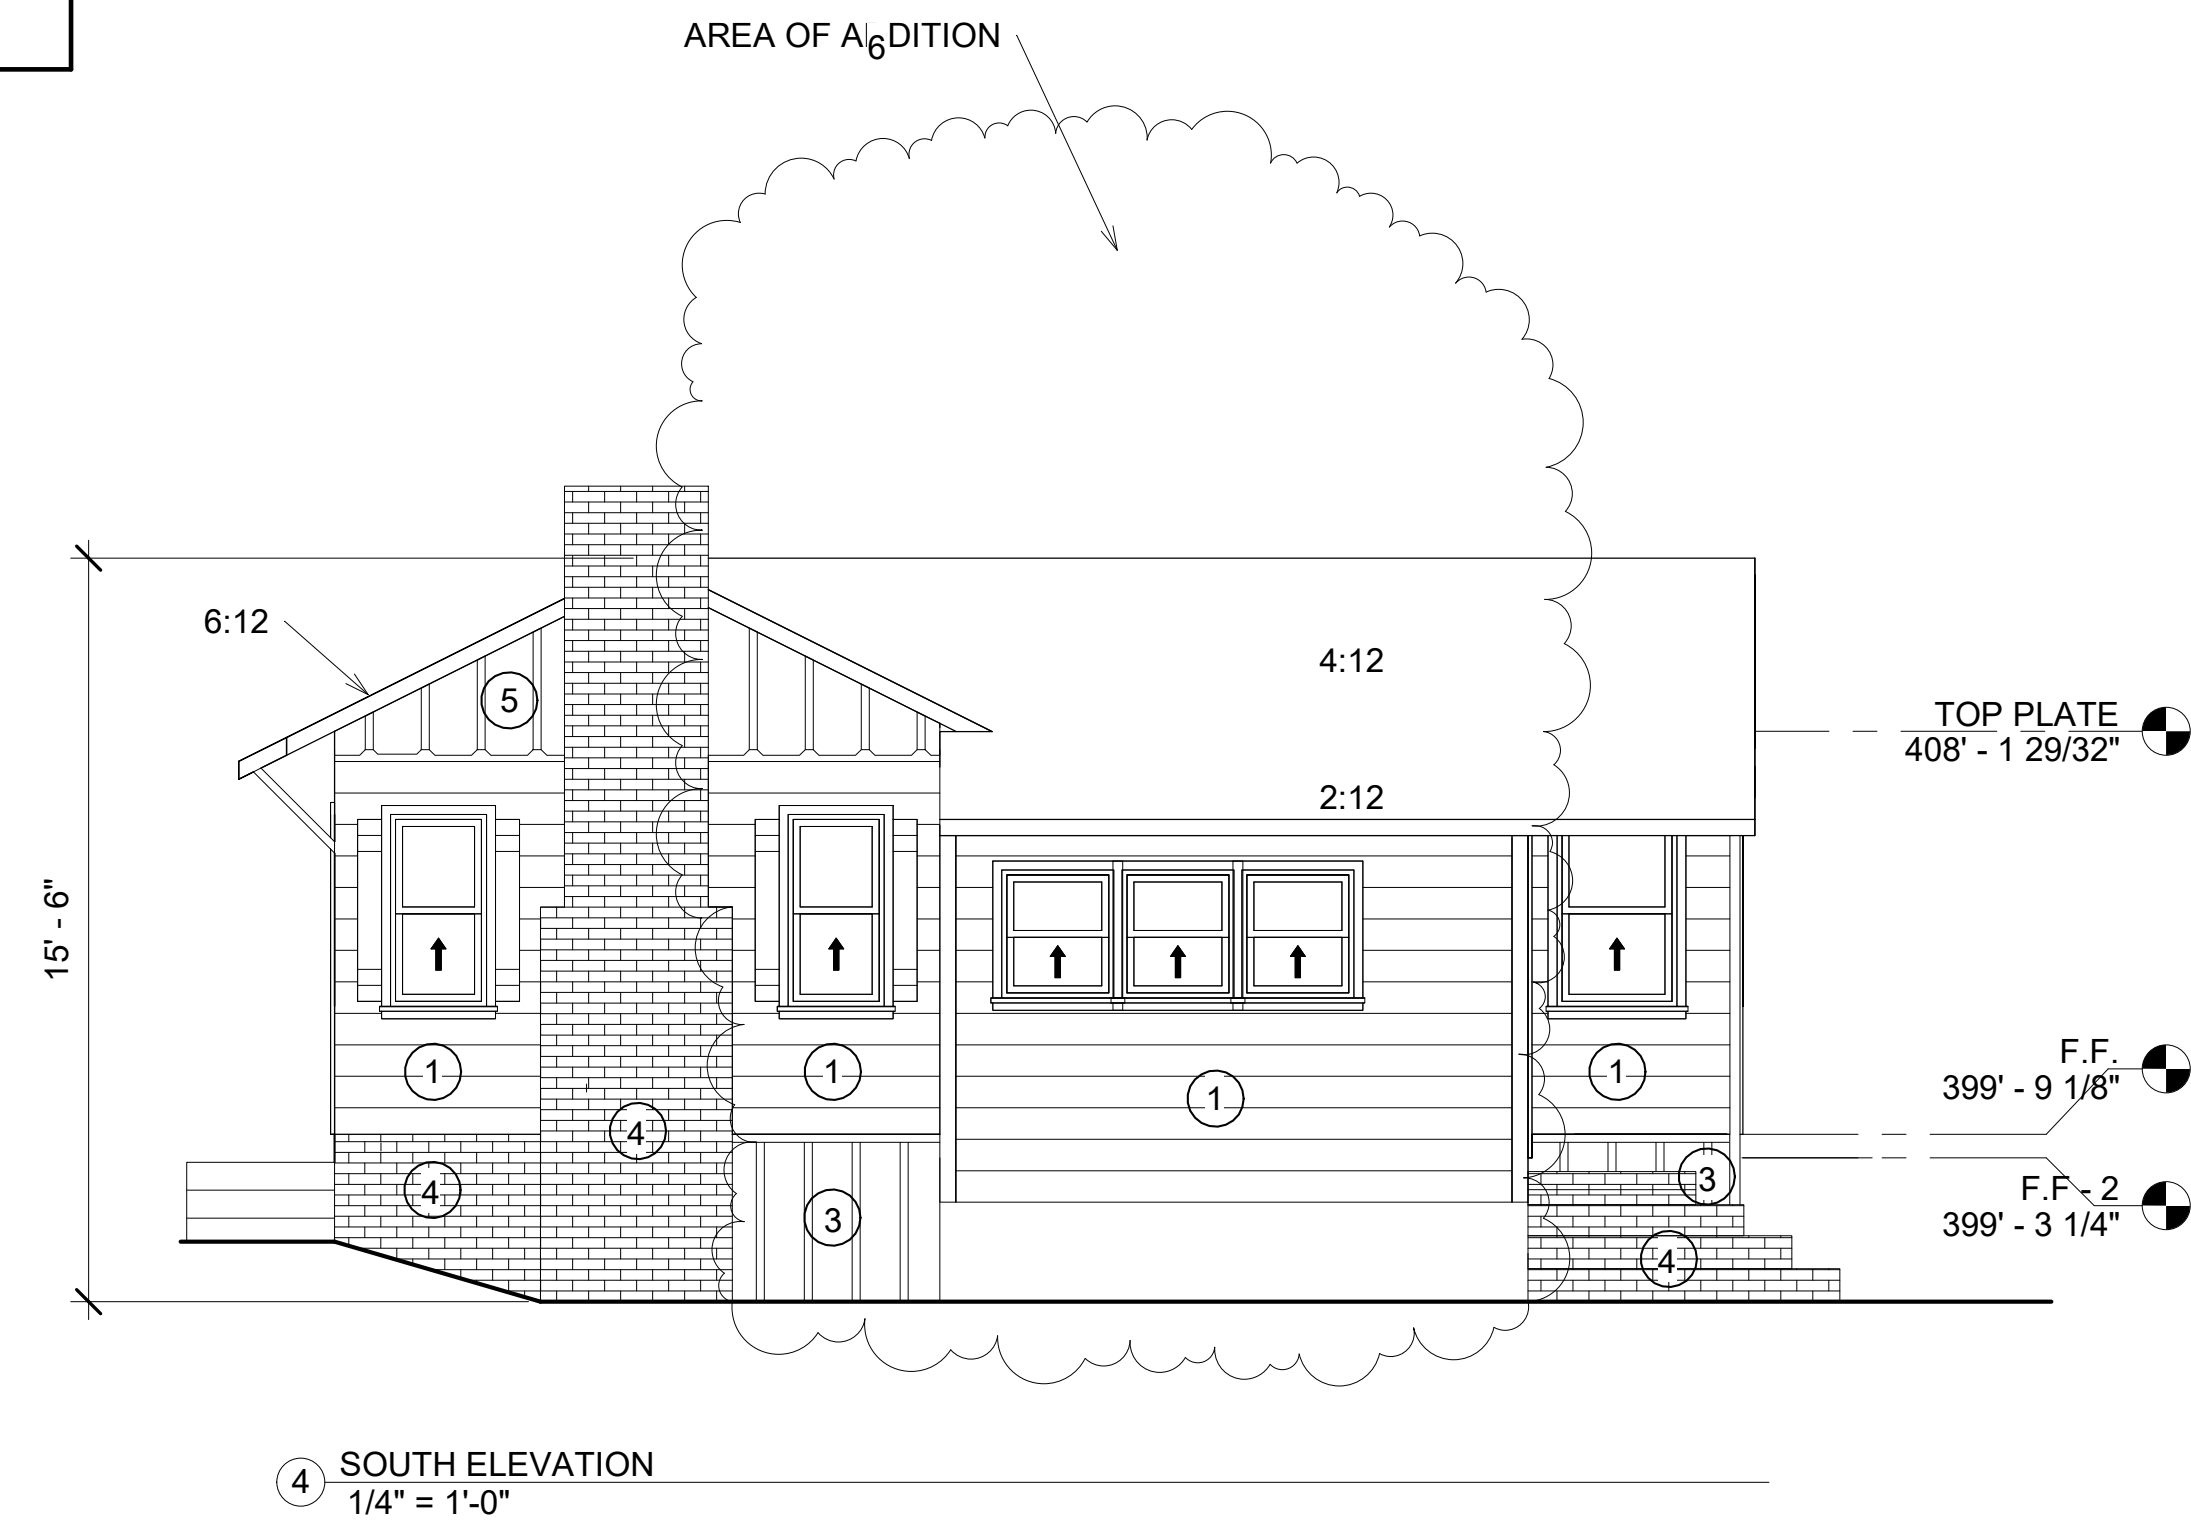 AREA OF ADDITION
6
6:12
5
4:12
TOP PLATE
408' - 1 29/32"
2:12
15' - 6"
F.F.
399' - 9 1/8"
1
1
1
1
4
4
3
3
F.F - 2
399' - 3 1/4"
4
4
SOUTH ELEVATION
1/4" = 1'-0"